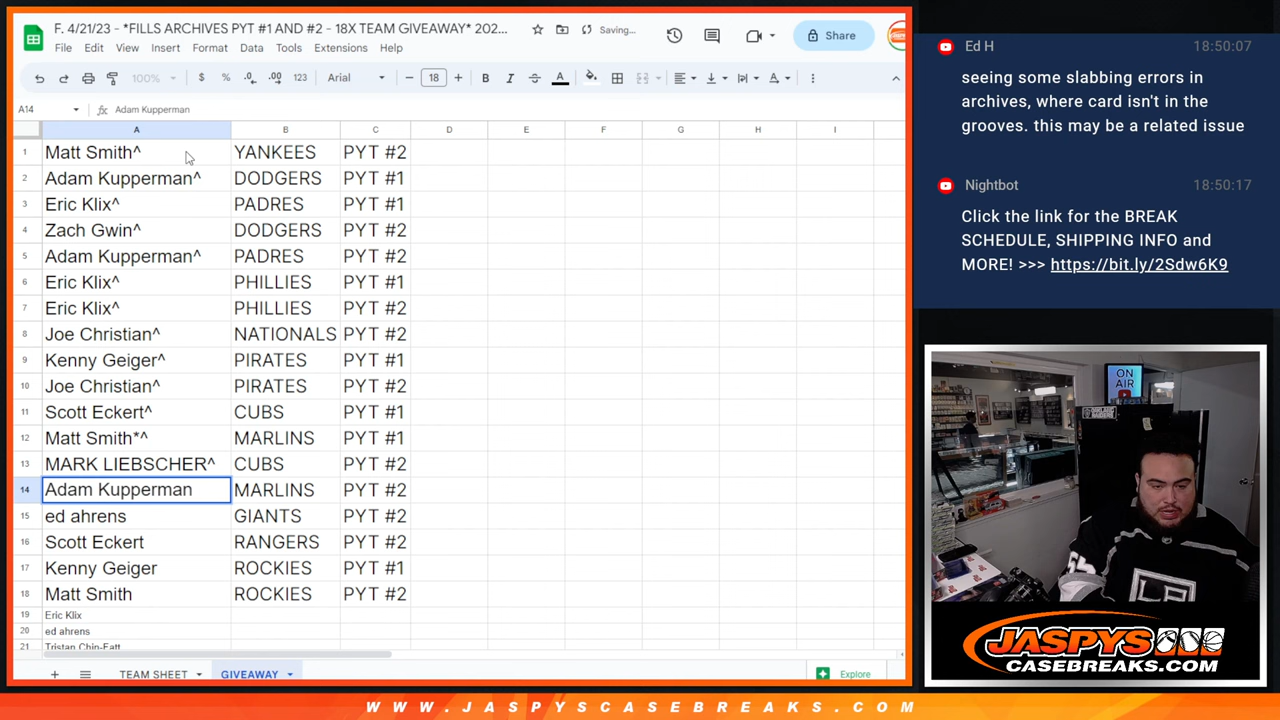 F. 4/21/23 - *FILLS ARCHIVES PYT #1 AND #2 - 18X TEAM GIVEAWAY* 202...
Saving...
Share
File Edit View Insert Format Data Tools Extensions Help
100% $ % .0 .00 123 Arial − 18 + B I A
A14 fx Adam Kupperman
A B C D E F G H I
1 Matt Smith^ YANKEES PYT #2
2 Adam Kupperman^ DODGERS PYT #1
3 Eric Klix^ PADRES PYT #1
4 Zach Gwin^ DODGERS PYT #2
5 Adam Kupperman^ PADRES PYT #2
6 Eric Klix^ PHILLIES PYT #1
7 Eric Klix^ PHILLIES PYT #2
8 Joe Christian^ NATIONALS PYT #2
9 Kenny Geiger^ PIRATES PYT #1
10 Joe Christian^ PIRATES PYT #2
11 Scott Eckert^ CUBS PYT #1
12 Matt Smith*^ MARLINS PYT #1
13 MARK LIEBSCHER^ CUBS PYT #2
14 Adam Kupperman MARLINS PYT #2
15 ed ahrens GIANTS PYT #2
16 Scott Eckert RANGERS PYT #2
17 Kenny Geiger ROCKIES PYT #1
18 Matt Smith ROCKIES PYT #2
19 Eric Klix
20 ed ahrens
21 Tristan Chin-Fatt
TEAM SHEET GIVEAWAY Explore
Ed H 18:50:07
seeing some slabbing errors in
archives, where card isn't in the
grooves. this may be a related issue
Nightbot 18:50:17
Click the link for the BREAK
SCHEDULE, SHIPPING INFO and
MORE! >>> https://bit.ly/2Sdw6K9
ON
AIR
LA
JASPYS
CASEBREAKS.COM
WWW.JASPYSCASEBREAKS.COM